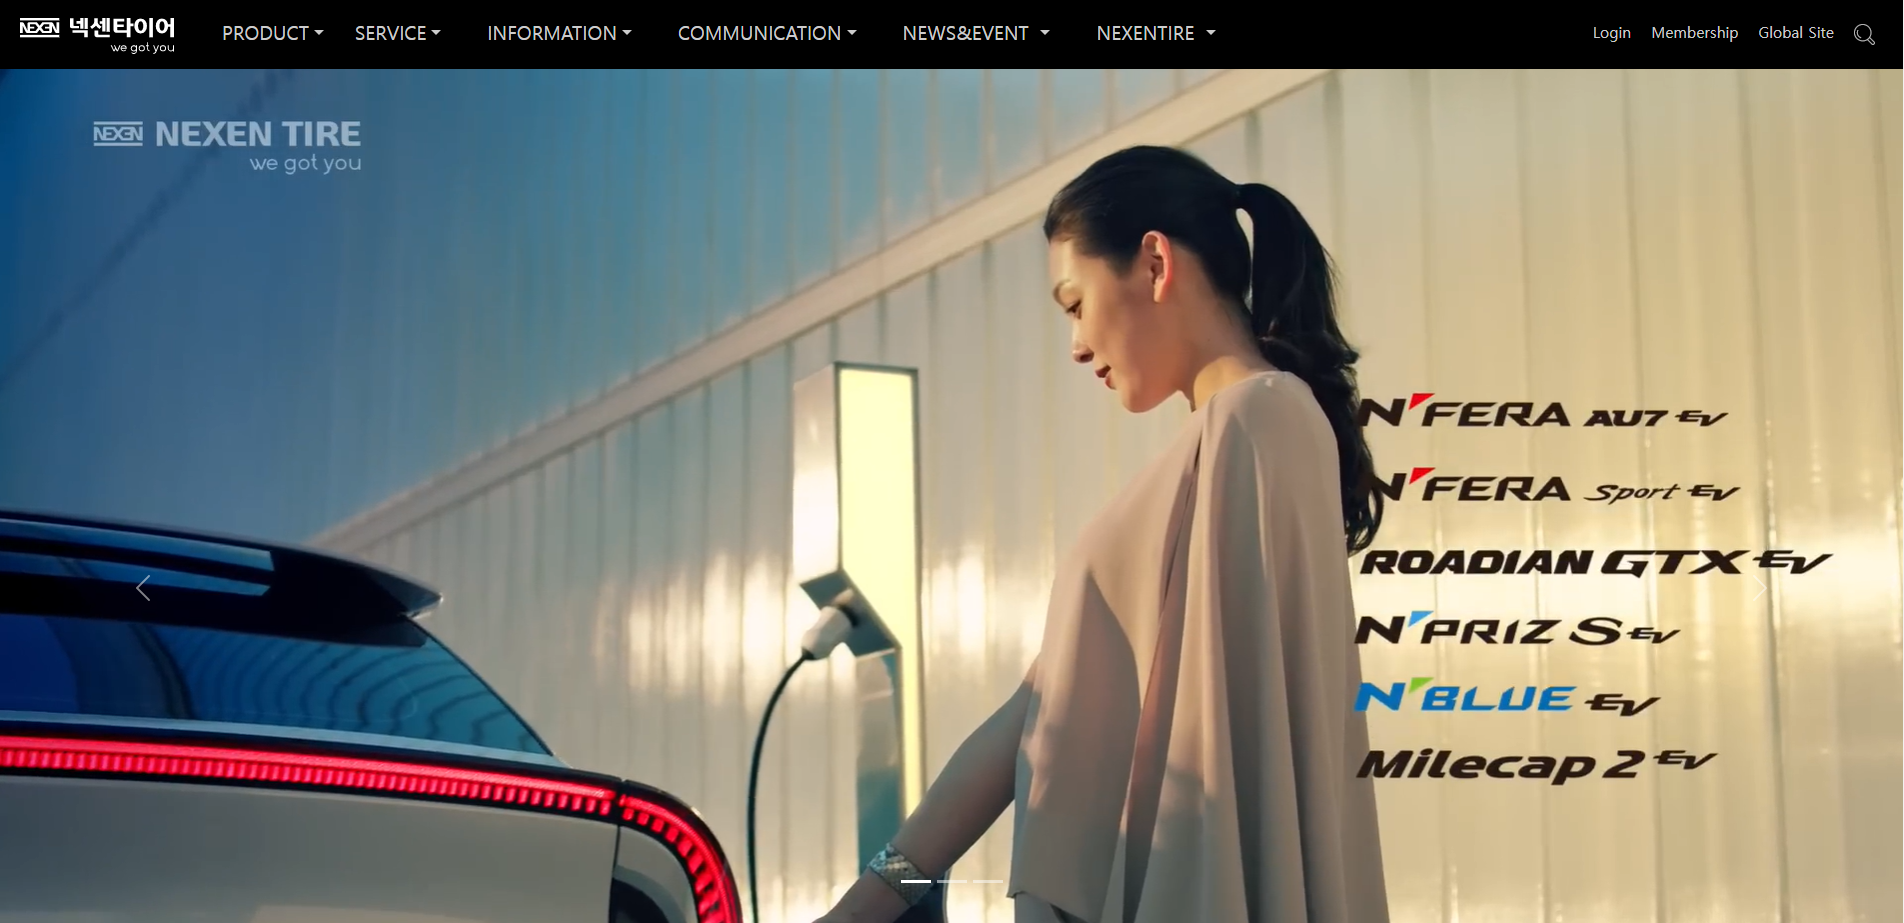 NEXEN 넥센타이어
we got you
PRODUCT SERVICE INFORMATION COMMUNICATION NEWS&EVENT NEXENTIRE
Login Membership Global Site
NEXEN NEXEN TIRE
we got you
N'FERA AU7 EV
N'FERA Sport EV
ROADIAN GTX EV
N'PRIZ S EV
N'BLUE EV
Milecap 2 EV